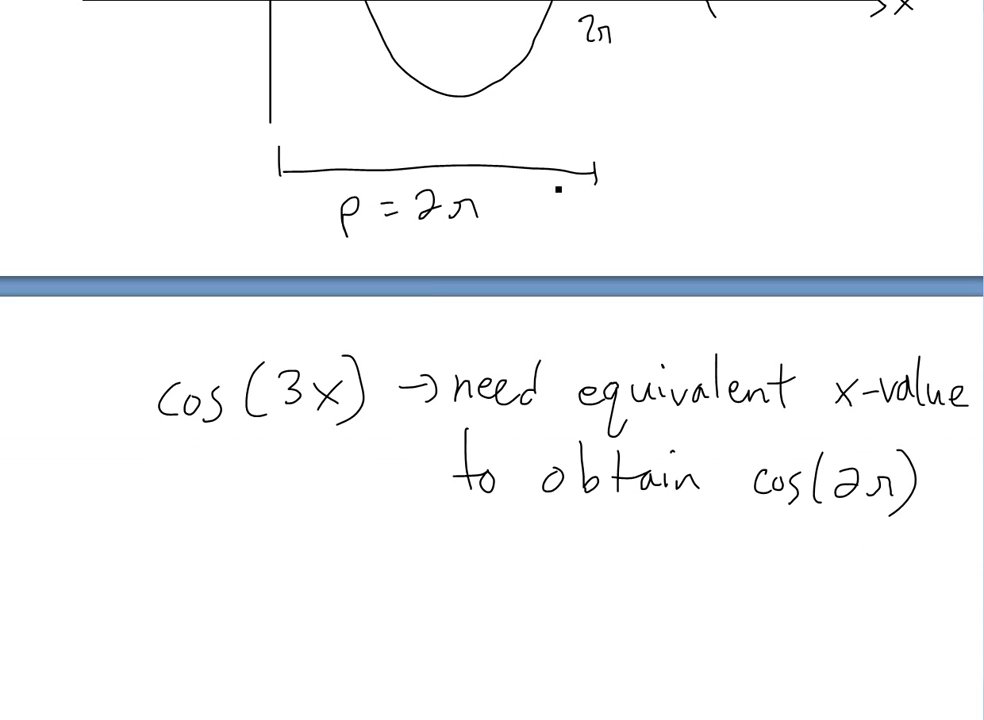 x
2π
p = 2π
cos(3x) → need equivalent x-value
to obtain cos(2π)